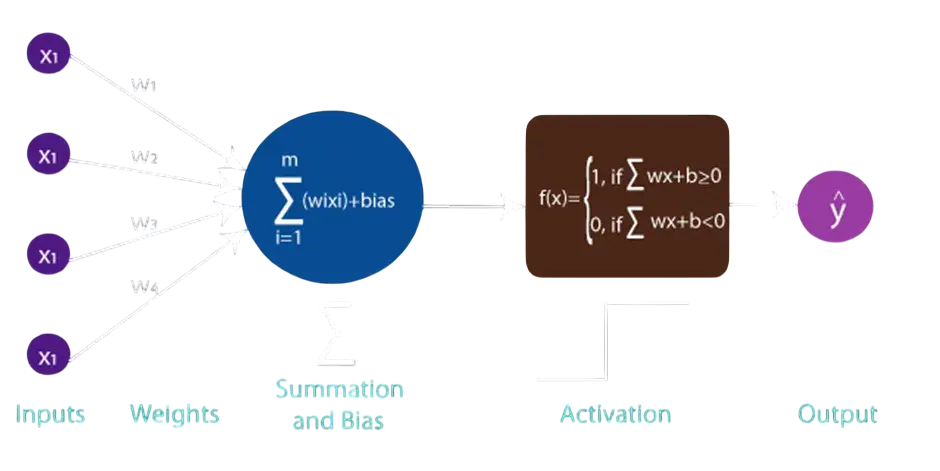 X1
X1
X1
X1
W1
W2
W3
W4
m
∑(wixi)+bias
i=1
f(x)={
1, if ∑ wx+b≥0
0, if ∑ wx+b<0
ŷ
∑
Inputs
Weights
Summation
and Bias
Activation
Output